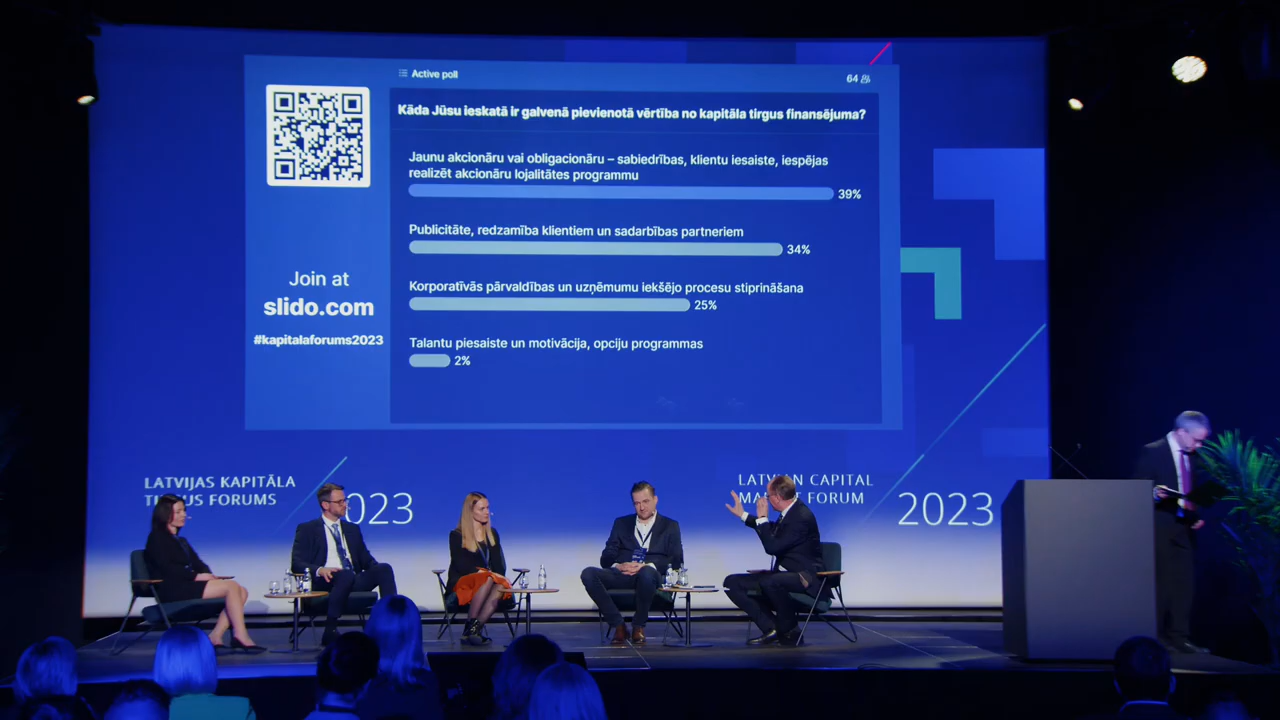 Active poll
64
Kāda Jūsu ieskatā ir galvenā pievienotā vērtība no kapitāla tirgus finansējuma?
Jaunu akcionāru vai obligacionāru – sabiedrības, klientu iesaiste, iespējas
realizēt akcionāru lojalitātes programmu
39%
Publicitāte, redzamība klientiem un sadarbības partneriem
34%
Korporatīvās pārvaldības un uzņēmumu iekšējo procesu stiprināšana
25%
Talantu piesaiste un motivācija, opciju programmas
2%
Join at
slido.com
#kapitalaforums2023
LATVIJAS KAPITĀLA
FORUMS
LATVIAN CAPITAL
FORUM
2023